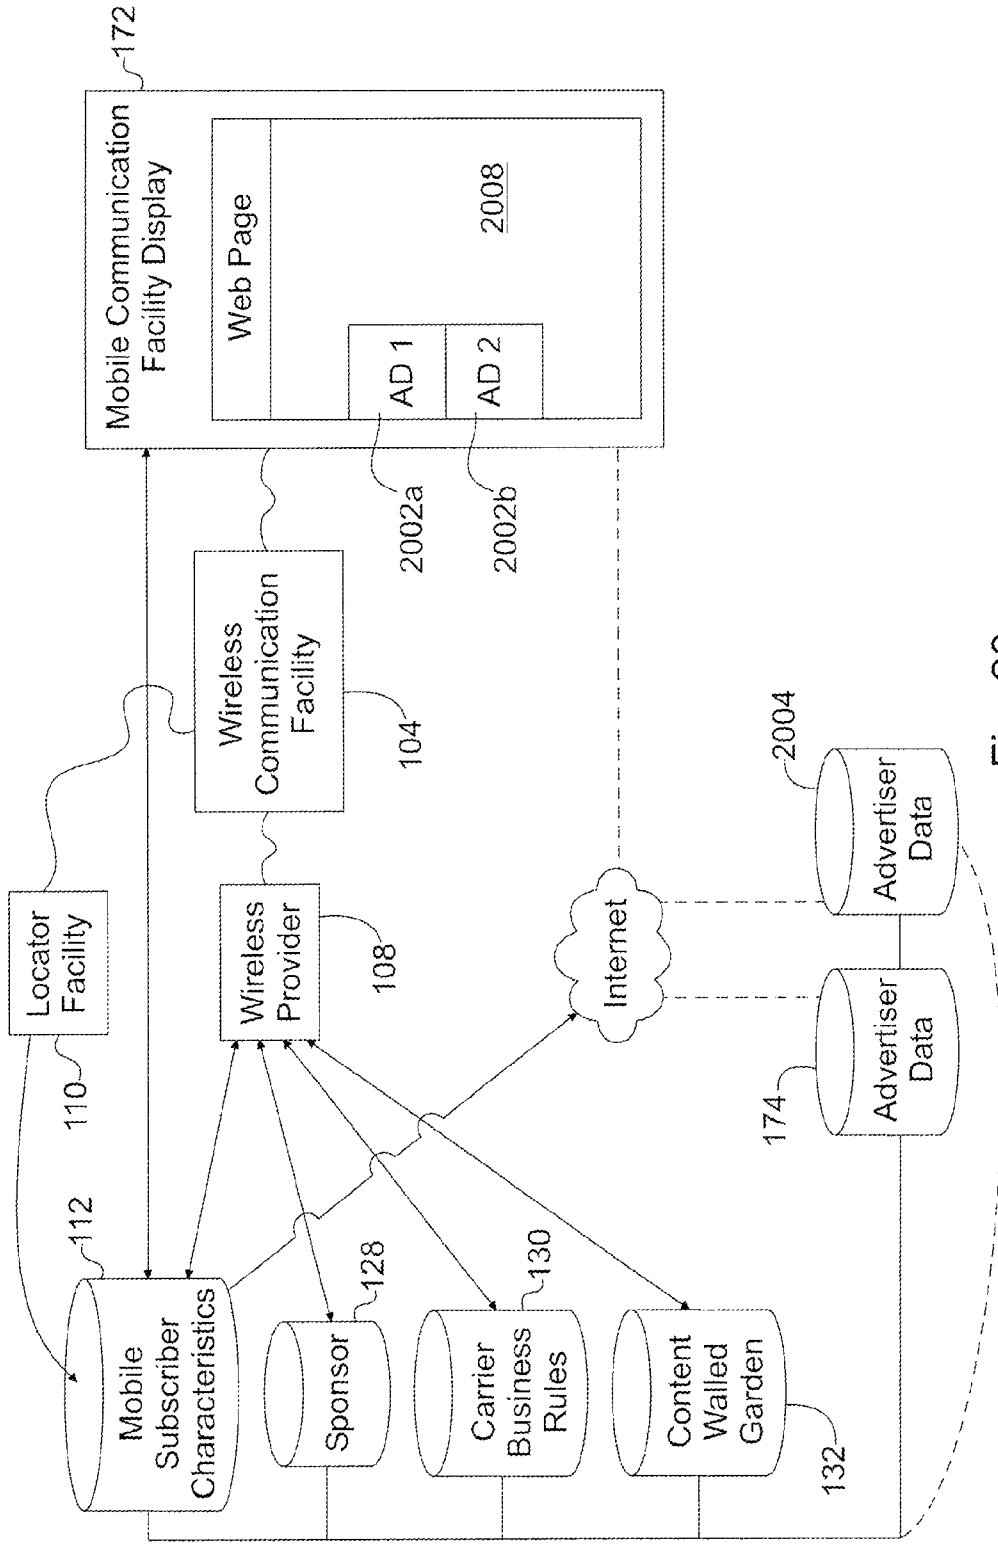 Mobile Communication
Facility Display
172
Web Page
2008
AD 1
AD 2
2002a
2002b
Wireless
Communication
Facility
104
Locator
Facility
110
Wireless
Provider
108
Internet
Mobile
Subscriber
Characteristics
112
Sponsor
128
Carrier
Business
Rules
130
Content
Walled
Garden
132
Advertiser
Data
174
Advertiser
Data
2004